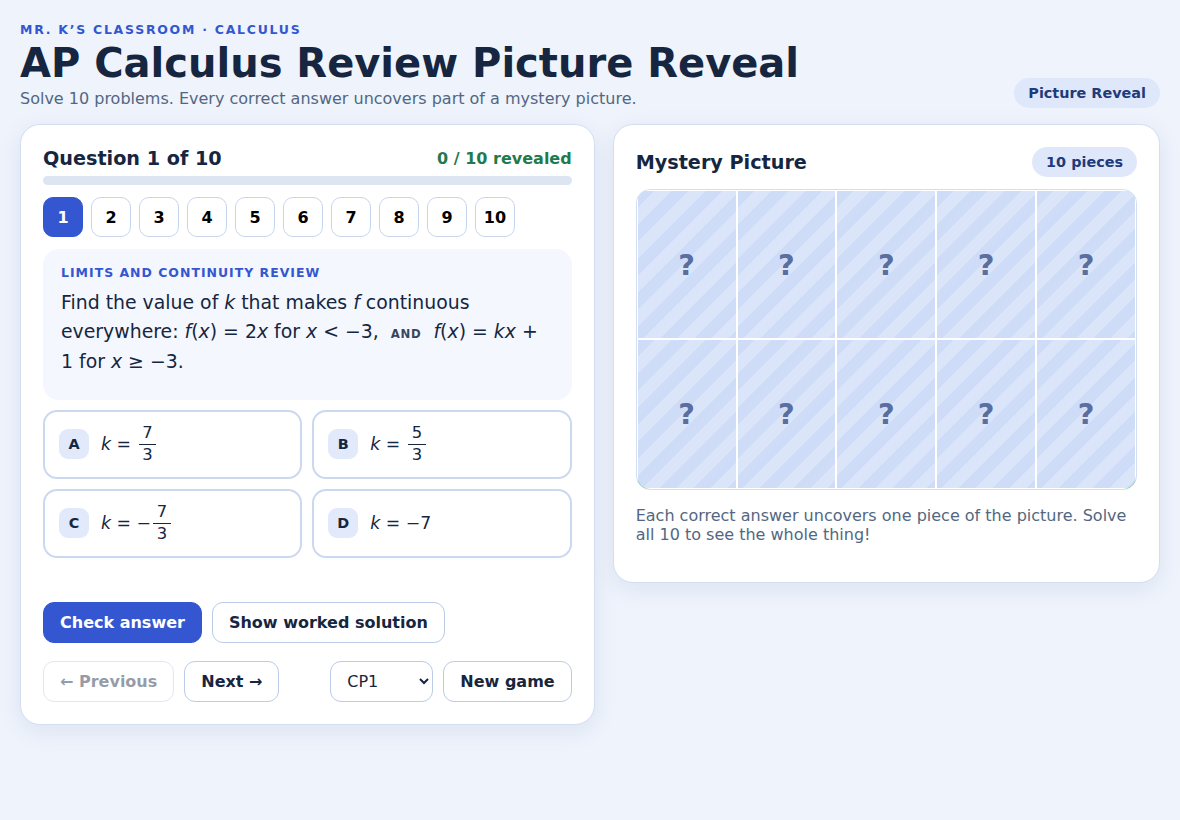 MR. K’S CLASSROOM · CALCULUS
AP Calculus Review Picture Reveal
Solve 10 problems. Every correct answer uncovers part of a mystery picture.
Picture Reveal
Question 1 of 10
0 / 10 revealed
1 2 3 4 5 6 7 8 9 10
LIMITS AND CONTINUITY REVIEW
Find the value of k that makes f continuous
everywhere: f(x) = 2x for x < −3, AND f(x) = kx +
1 for x ≥ −3.
A k = 7/3
B k = 5/3
C k = −7/3
D k = −7
Check answer
Show worked solution
← Previous
Next →
CP1
New game
Mystery Picture
10 pieces
? ? ? ? ?
? ? ? ? ?
Each correct answer uncovers one piece of the picture. Solve
all 10 to see the whole thing!